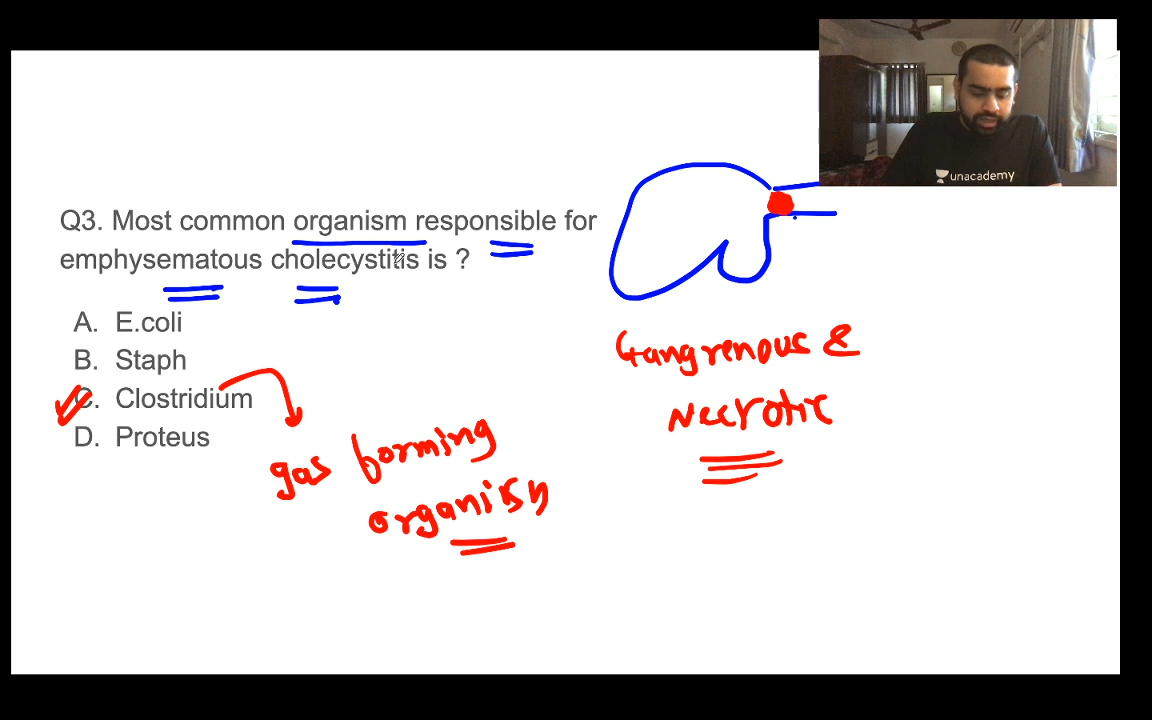 Q3. Most common organism responsible for
emphysematous cholecystitis is ?
A. E.coli
B. Staph
C. Clostridium
D. Proteus
gas forming
organism
Gangrenous &
Necrotic
unacademy